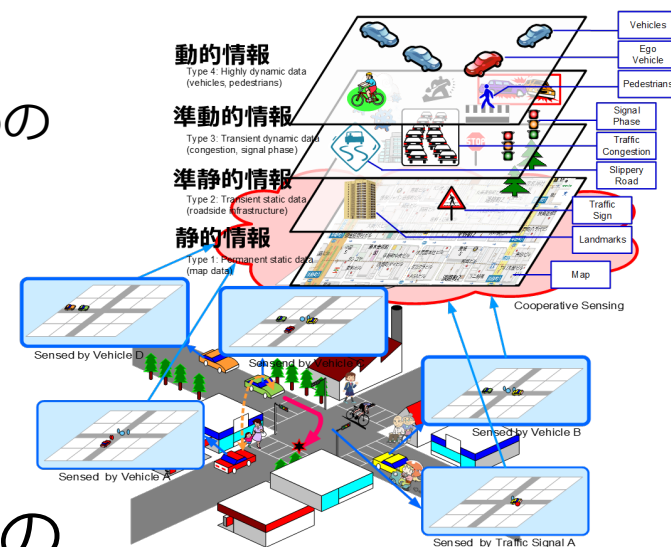 の
の
動的情報
Type 4: Highly dynamic data
(vehicles, pedestrians)
準動的情報
Type 3: Transient dynamic data
(congestion, signal phase)
準静的情報
Type 2: Transient static data
(roadside infrastructure)
静的情報
Type 1: Permanent static data
(map data)
Vehicles
Ego
Vehicle
Pedestrians
Signal
Phase
Traffic
Congestion
Slippery
Road
Traffic
Sign
Landmarks
Map
STOP
Cooperative Sensing
Sensed by Vehicle D
Sensend by Vehicle
Sensed by Vehicle B
Sensed by Vehicle A
Sensed by Traffic Signal A